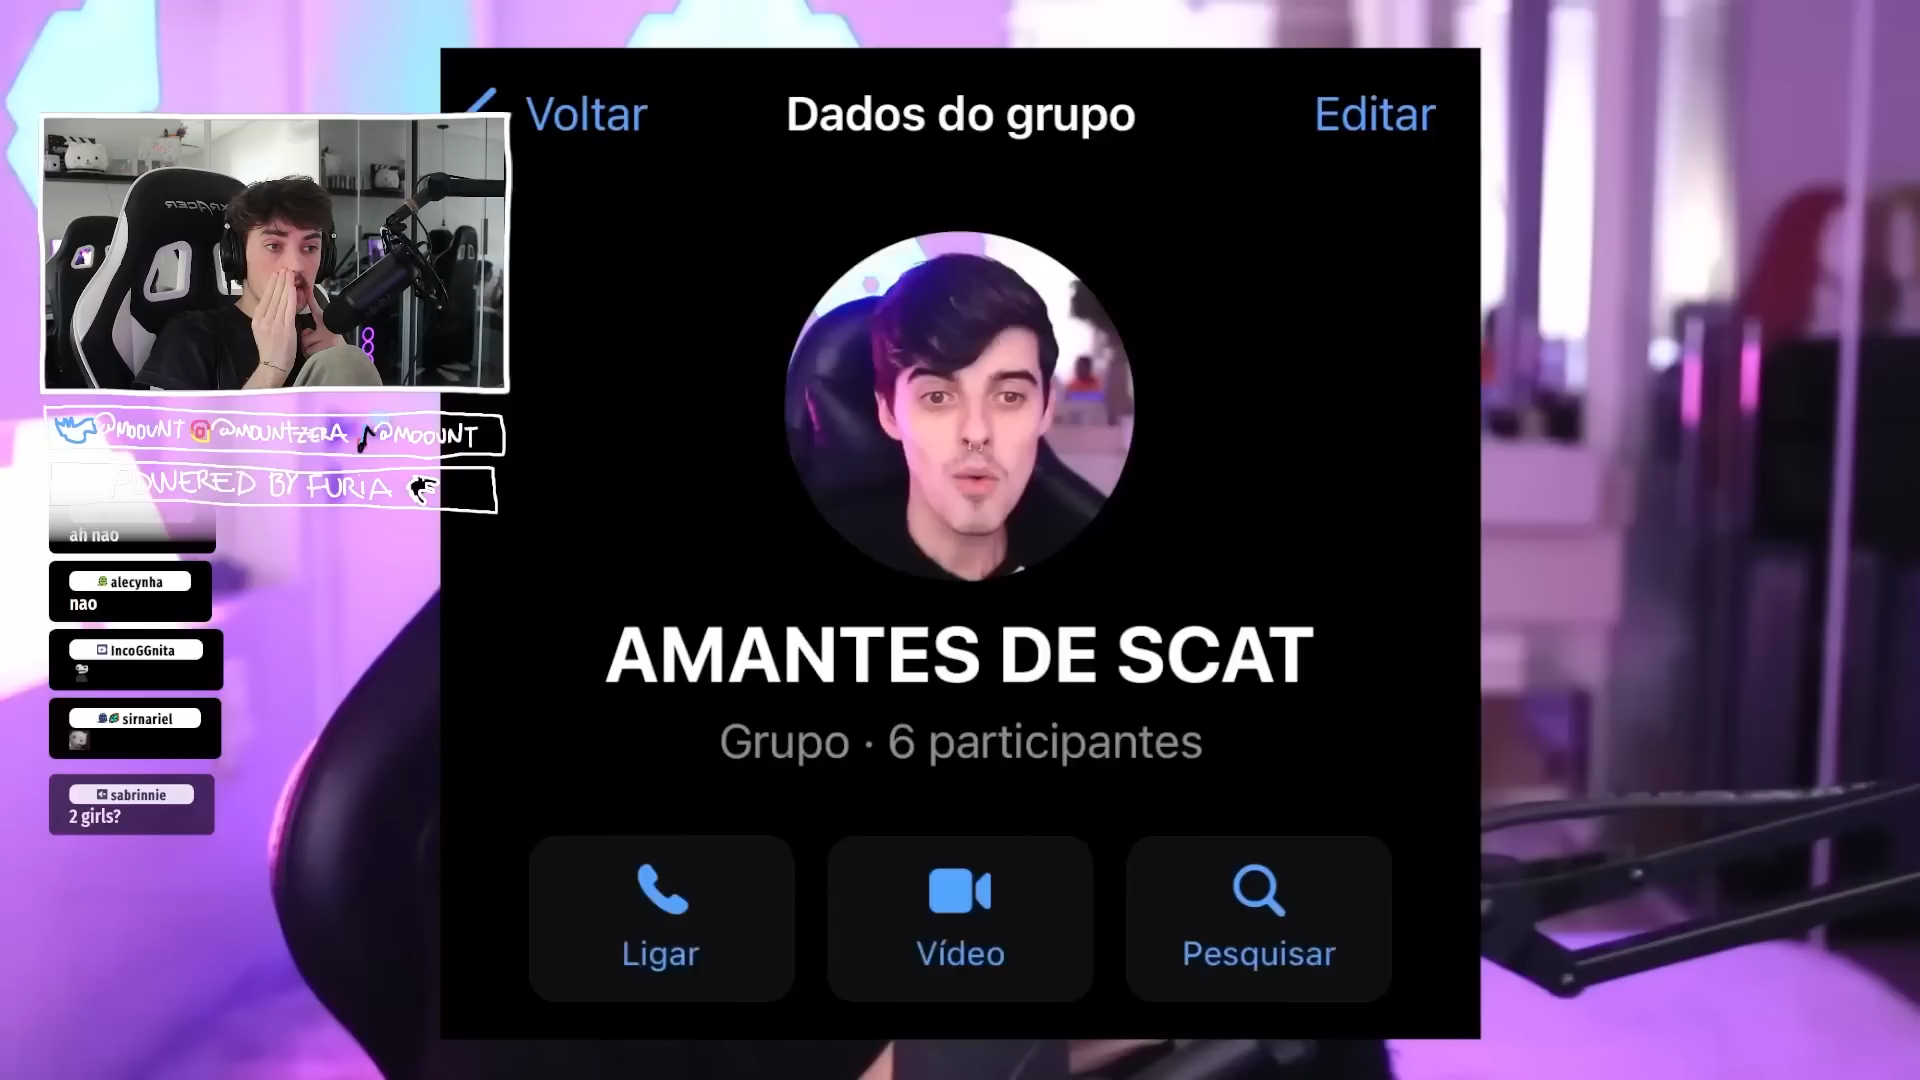 Voltar
Dados do grupo
Editar
@MOOUNT @MOUNTZERA @MOOUNT
POWERED BY FURIA
ah nao
alecynha
nao
IncoGGnita
sirnariel
sabrinnie
2 girls?
AMANTES DE SCAT
Grupo · 6 participantes
Ligar
Vídeo
Pesquisar